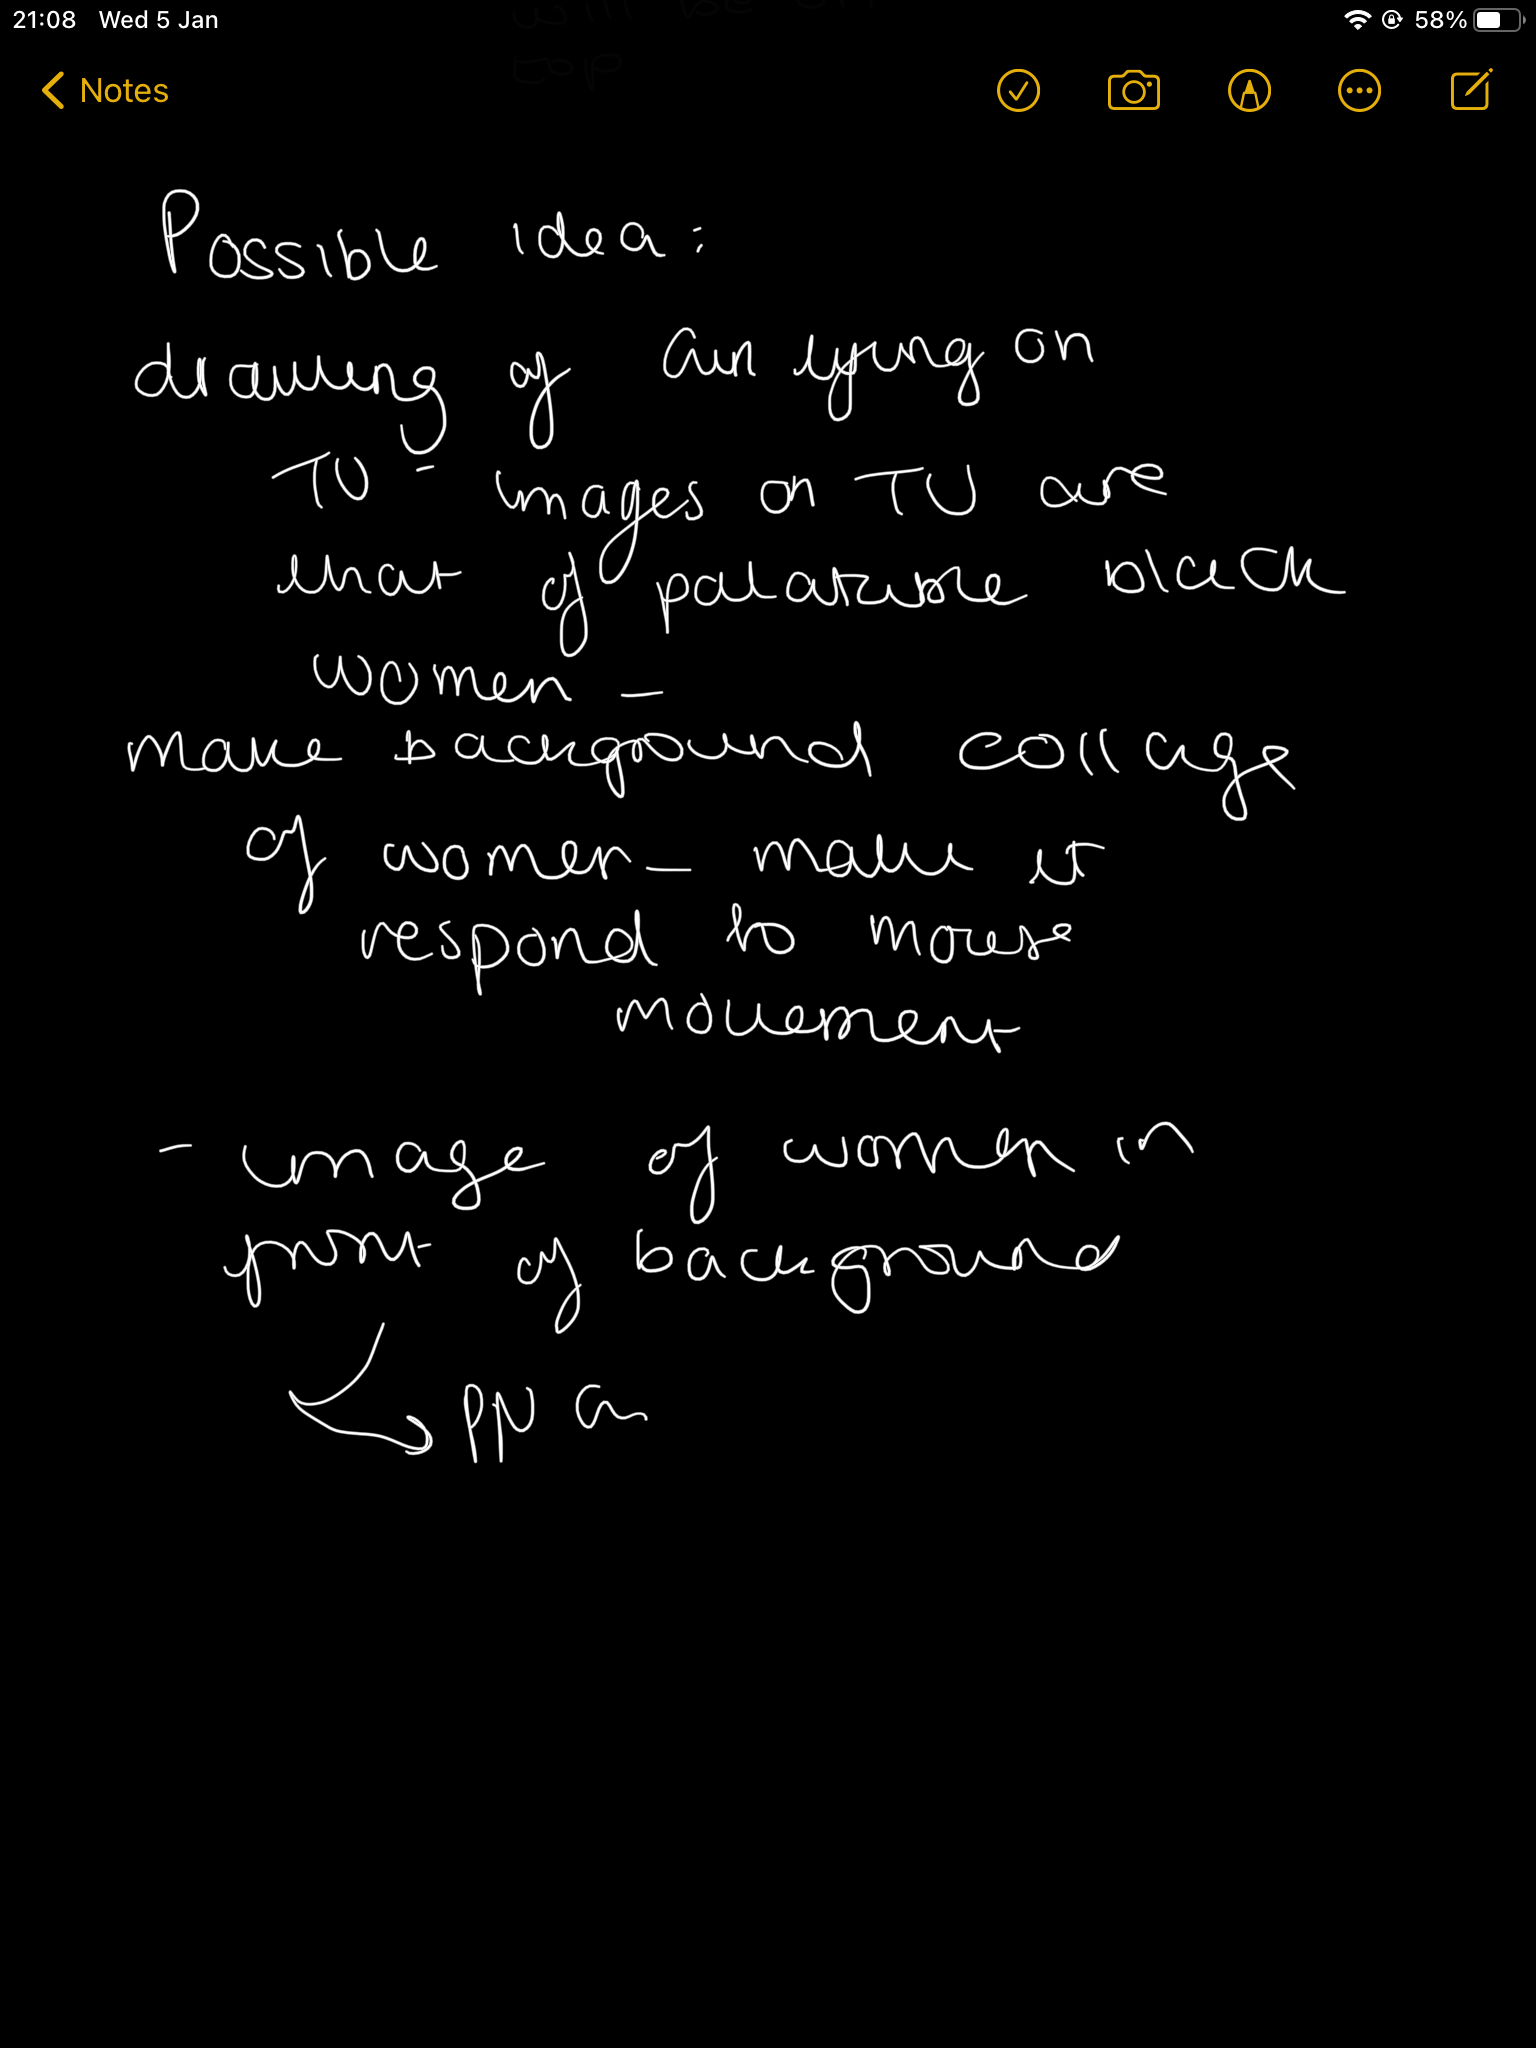 21:08 Wed 5 Jan 58%
Notes
Possible idea:
drawing of lying on
TV - images on TV are
that of palatable black
women -
make background collage
of women - make it
respond to mouse
movement
- image of women in
front of background